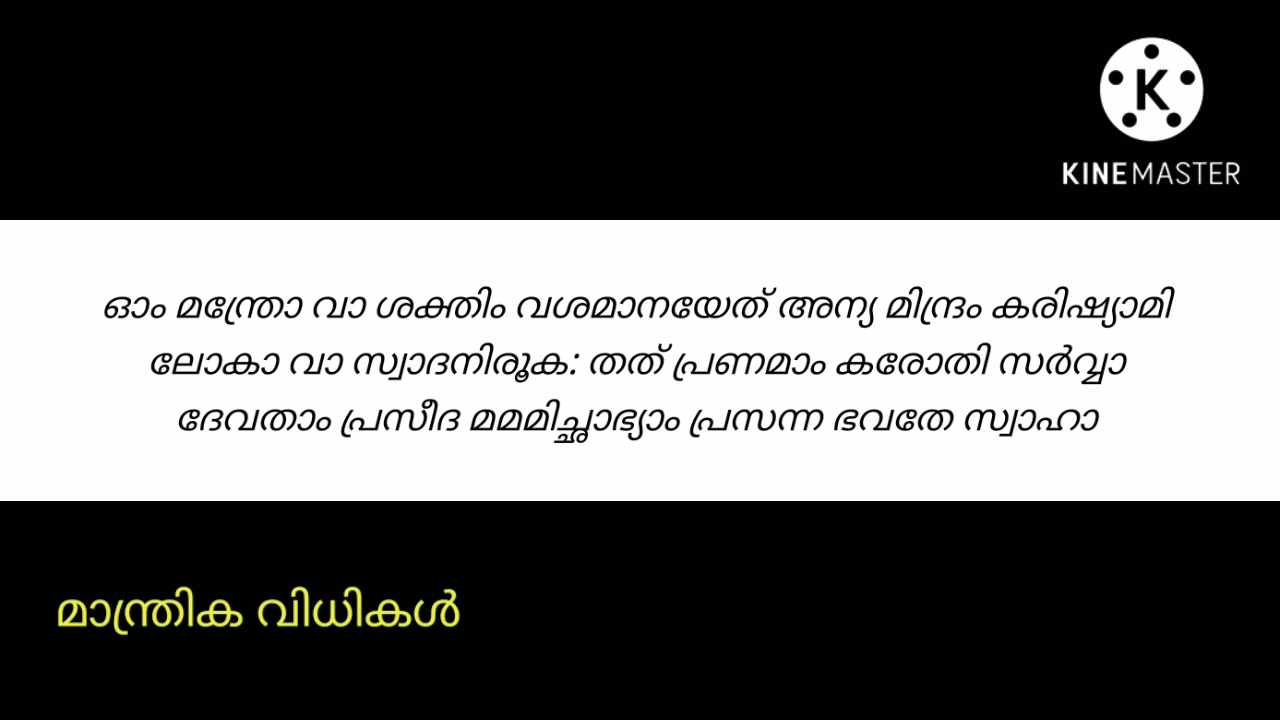 K
KINEMASTER
ഓം മന്ത്രോ വാ ശക്തിം വശമാനയേത് അന്യ മിന്ദ്രം കരിഷ്യാമി
ലോകാ വാ സ്വാദനിരൂക: തത് പ്രണമാം കരോതി സർവ്വാ
ദേവതാം പ്രസീദ മമമിച്ഛാഭ്യാം പ്രസന്ന ഭവതേ സ്വാഹാ
മാന്ത്രിക വിധികൾ